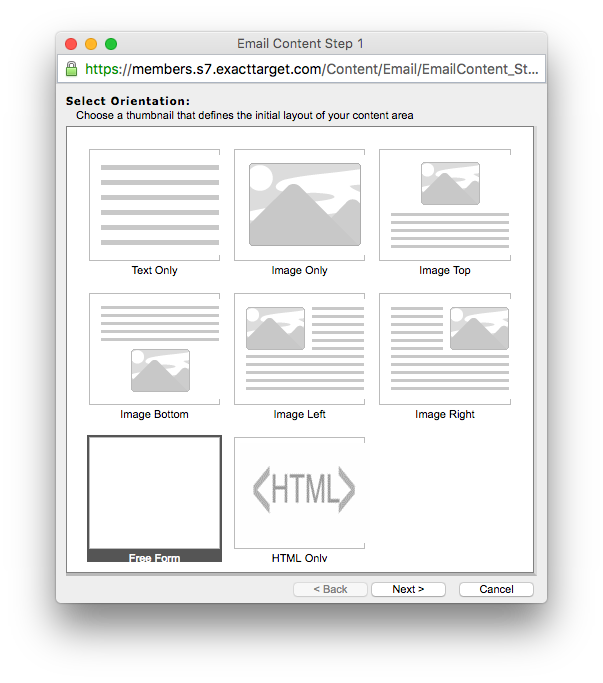 Email Content Step 1
https://members.s7.exacttarget.com/Content/Email/EmailContent_St...
Select Orientation:
Choose a thumbnail that defines the initial layout of your content area
Text Only
Image Only
Image Top
Image Bottom
Image Left
Image Right
<HTML>
Free Form
HTML Only
< Back
Next >
Cancel